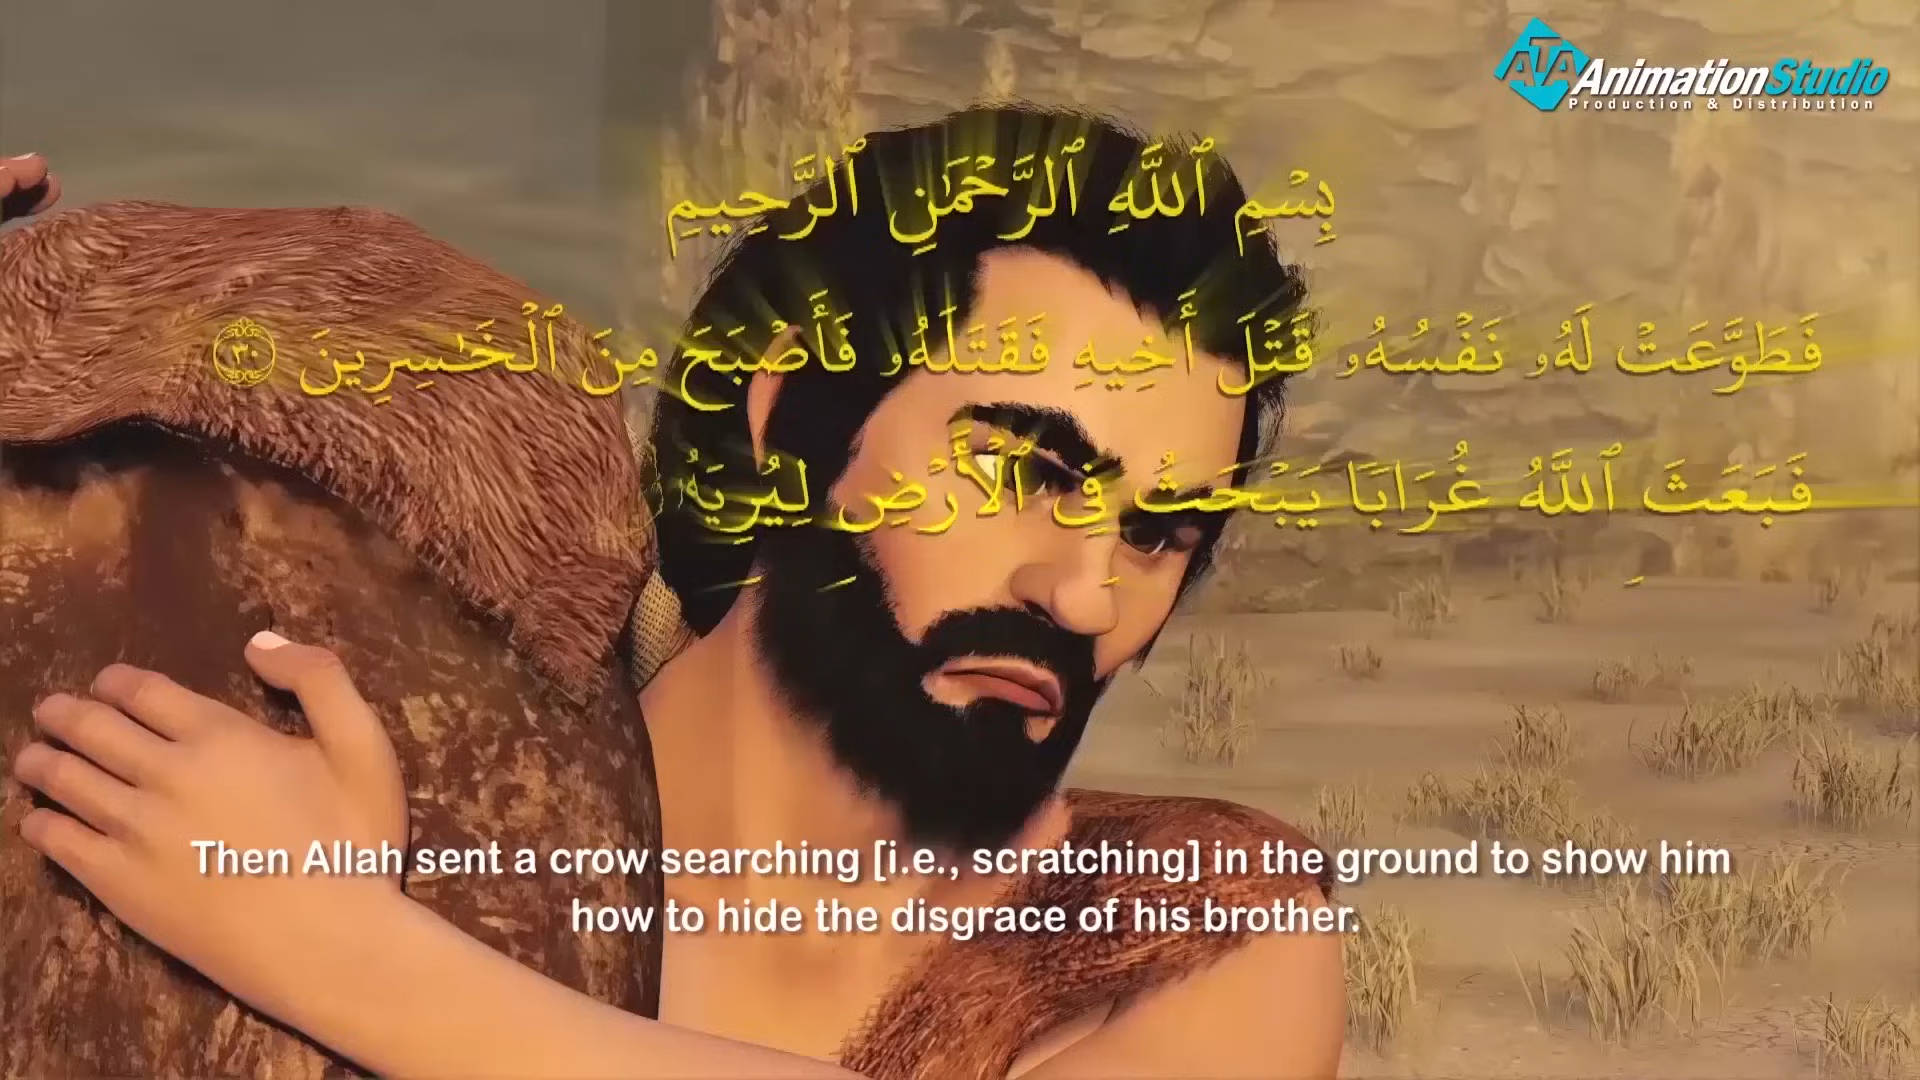 ATA AnimationStudio
Production & Distribution
بِسْمِ ٱللَّهِ ٱلرَّحْمَٰنِ ٱلرَّحِيمِ
فَطَوَّعَتْ لَهُۥ نَفْسُهُۥ قَتْلَ أَخِيهِ فَقَتَلَهُۥ فَأَصْبَحَ مِنَ ٱلْخَٰسِرِينَ ٣٠
فَبَعَثَ ٱللَّهُ غُرَابًا يَبْحَثُ فِى ٱلْأَرْضِ لِيُرِيَهُۥ
Then Allah sent a crow searching [i.e., scratching] in the ground to show him
how to hide the disgrace of his brother.